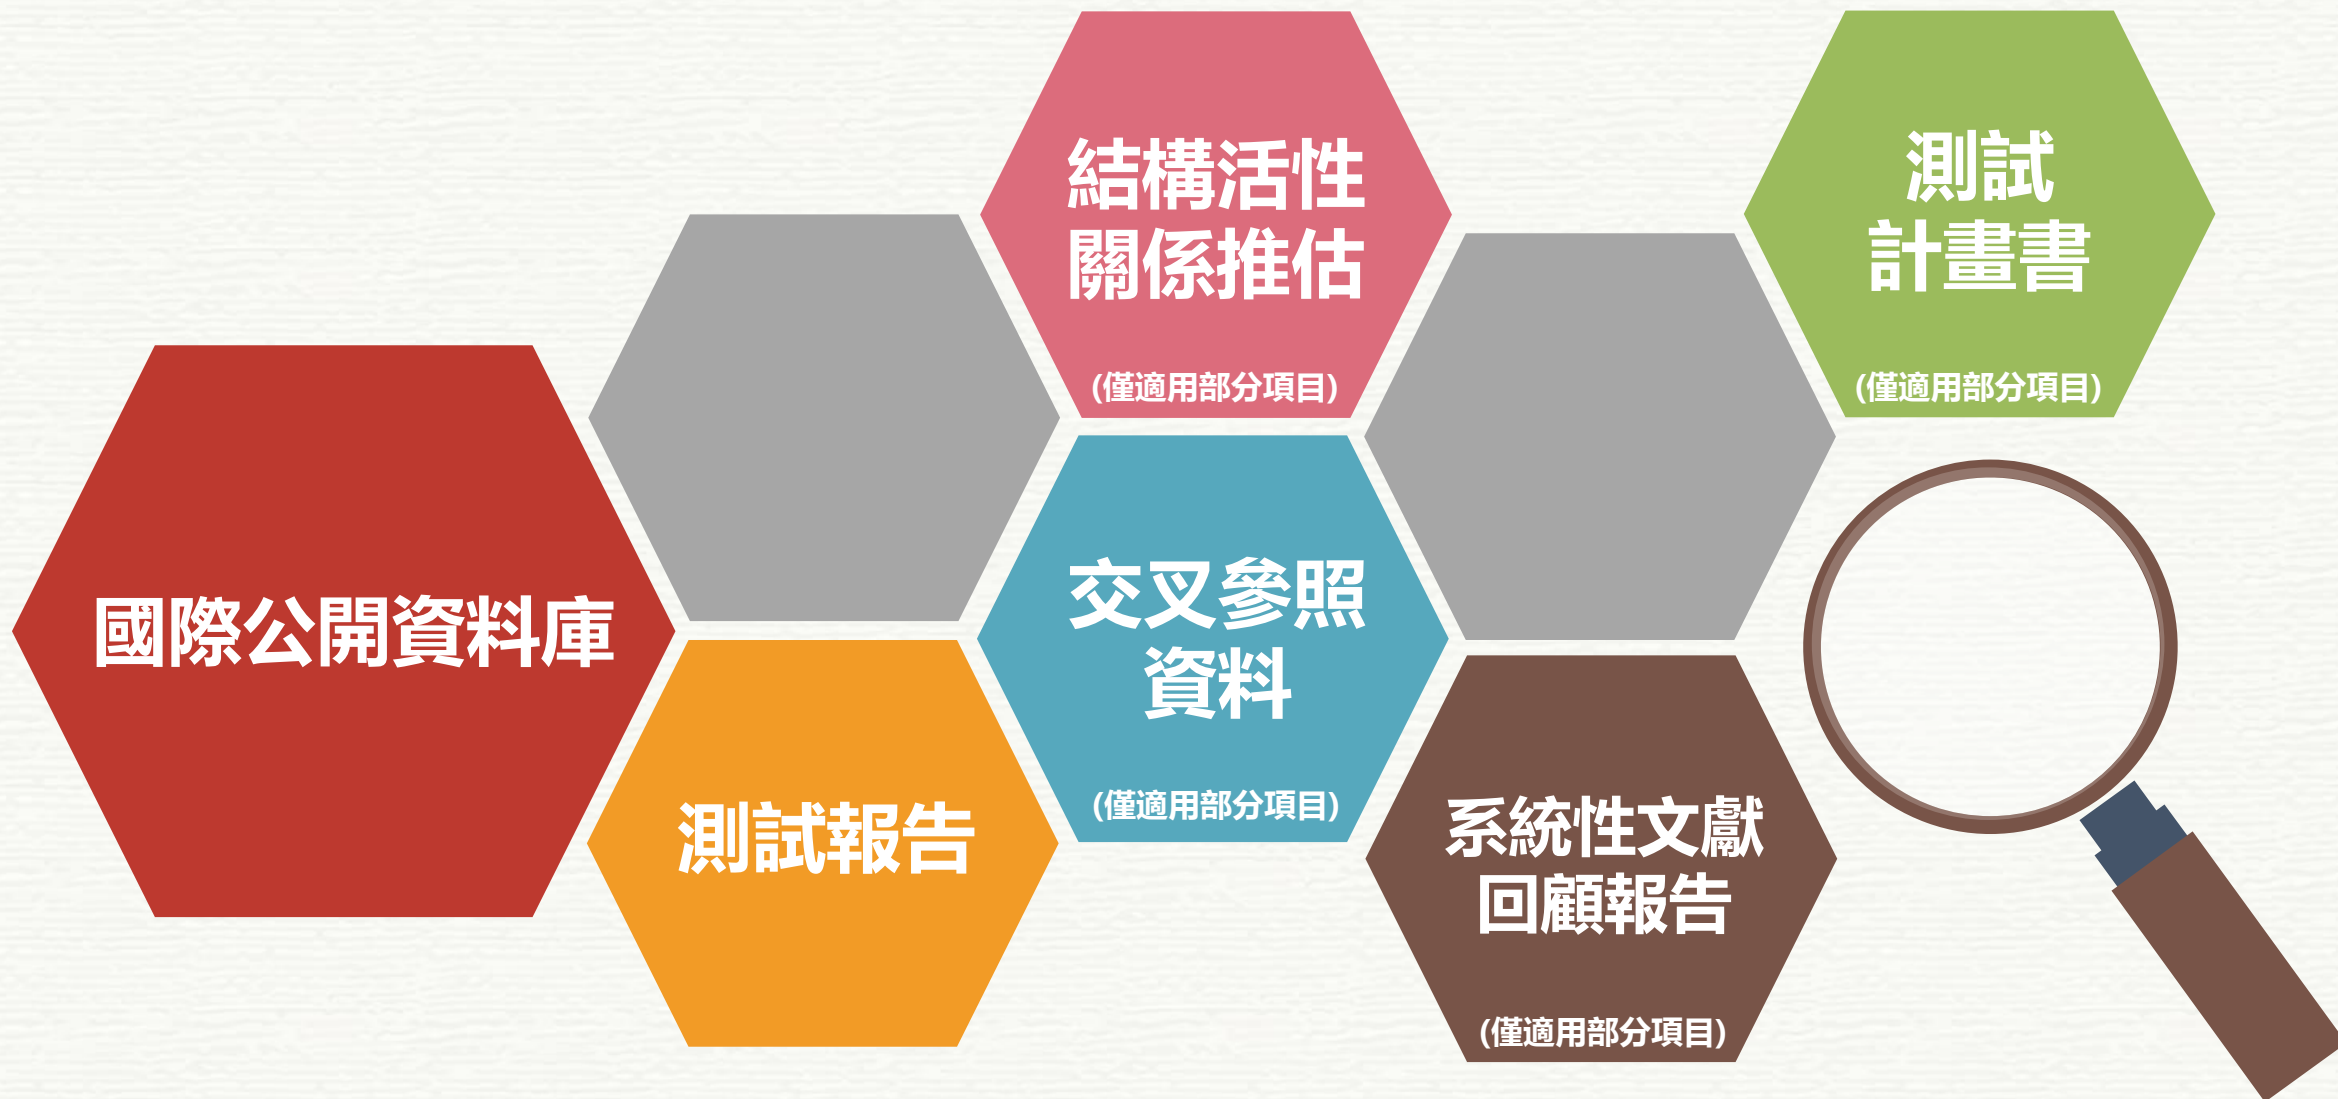 國際公開資料庫
測試報告
結構活性
關係推估
(僅適用部分項目)
交叉參照
資料
(僅適用部分項目)
系統性文獻
回顧報告
(僅適用部分項目)
測試
計畫書
(僅適用部分項目)